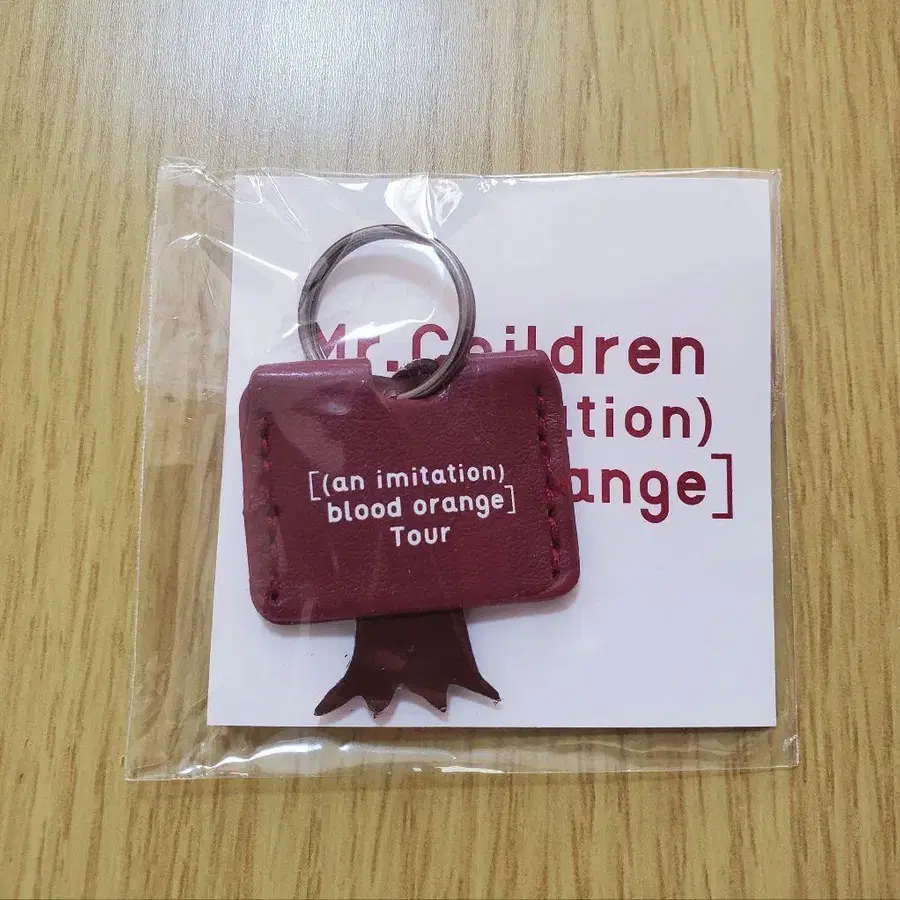 Mr.Children
ation)
ange]
[(an imitation)
blood orange]
Tour